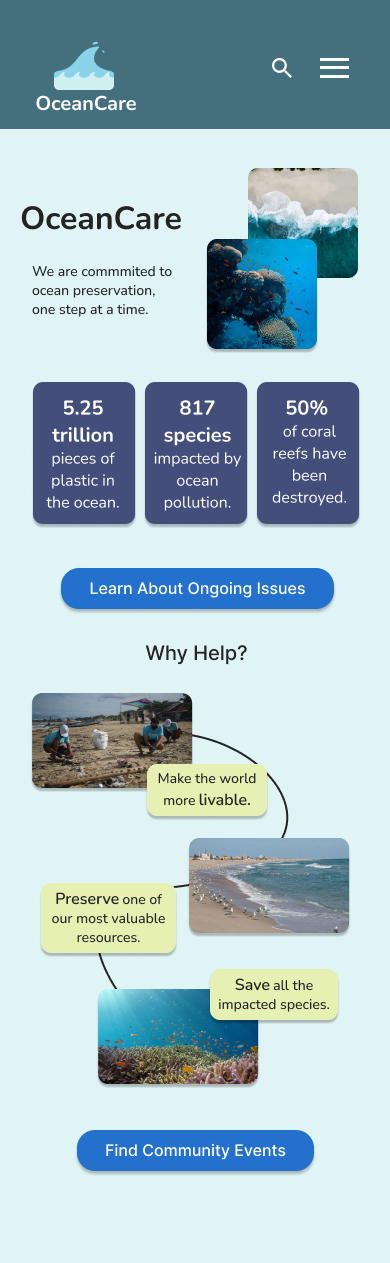 OceanCare
OceanCare
We are commmited to
ocean preservation,
one step at a time.
5.25
trillion
pieces of
plastic in
the ocean.
817
species
impacted by
ocean
pollution.
50%
of coral
reefs have
been
destroyed.
Learn About Ongoing Issues
Why Help?
Make the world
more livable.
Preserve one of
our most valuable
resources.
Save all the
impacted species.
Find Community Events